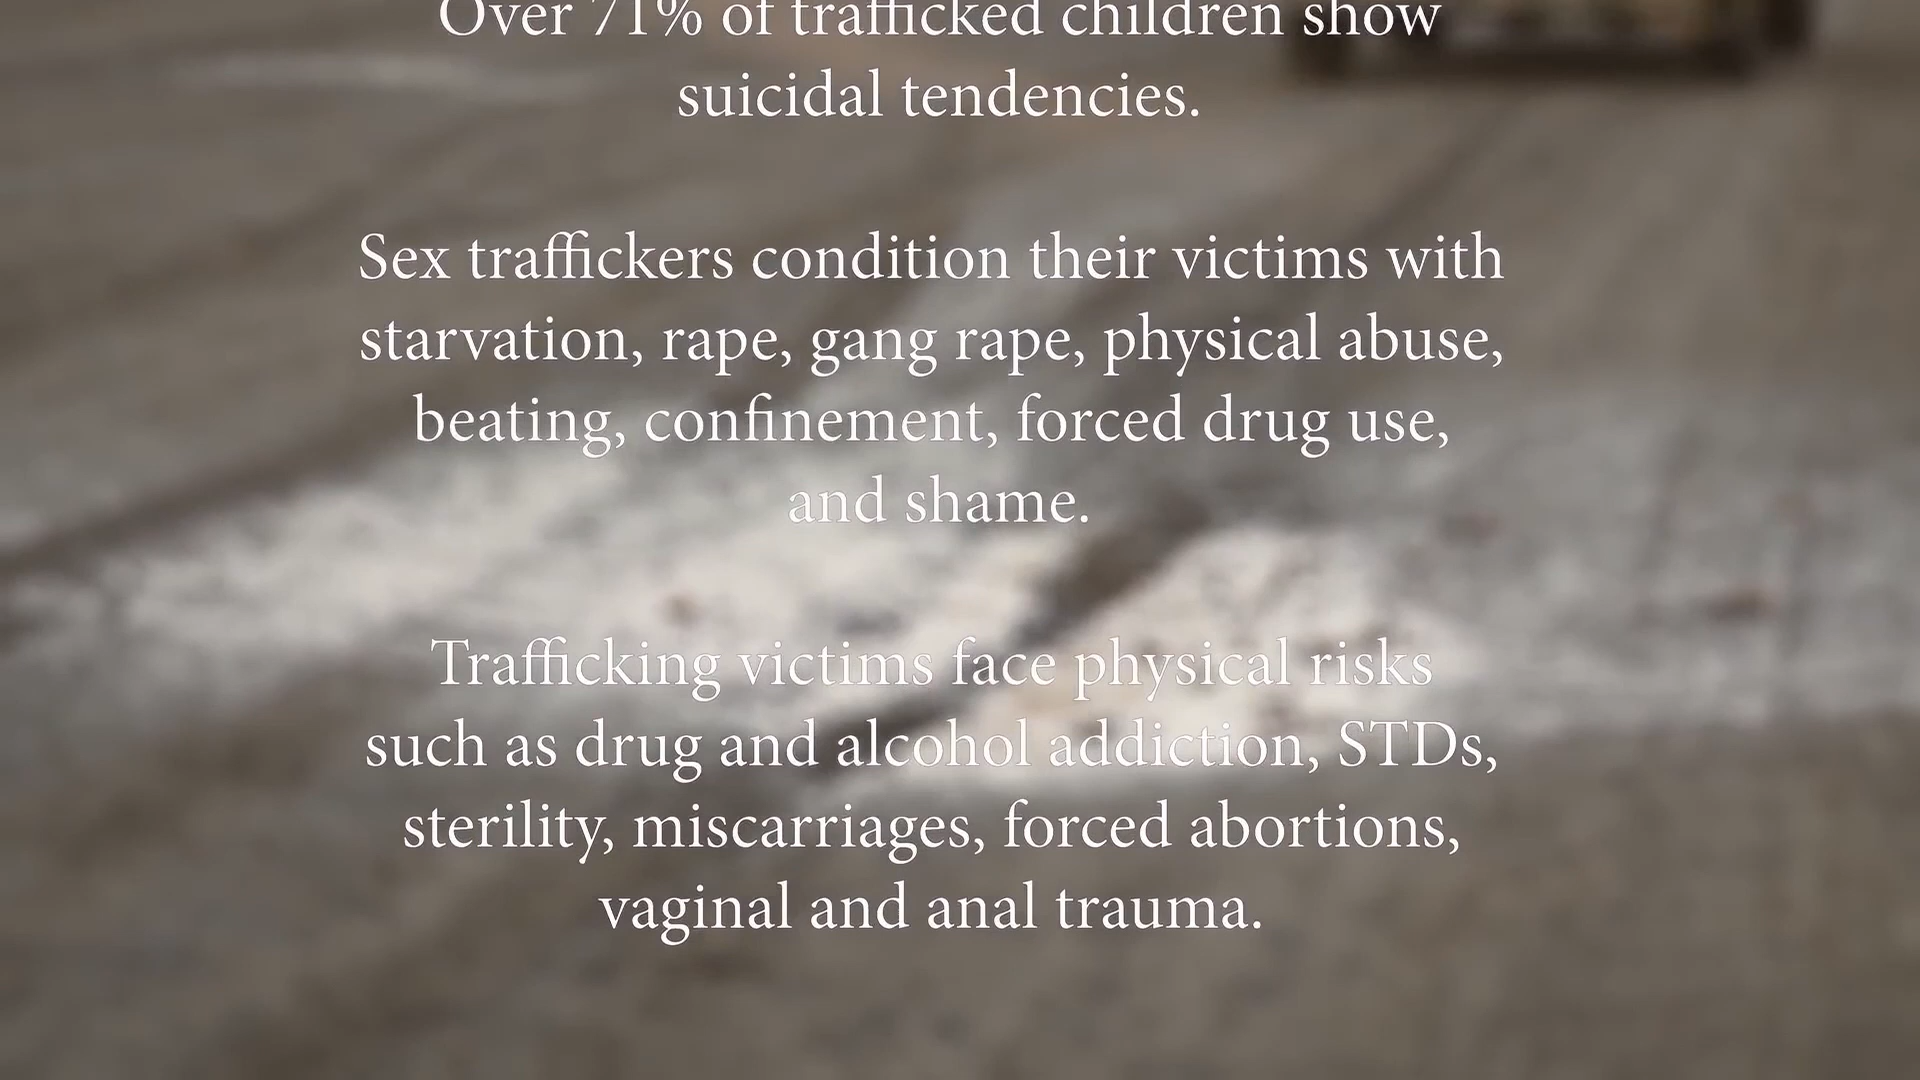 Over 71% of trafficked children show
suicidal tendencies.
Sex traffickers condition their victims with
starvation, rape, gang rape, physical abuse,
beating, confinement, forced drug use,
and shame.
Trafficking victims face physical risks
such as drug and alcohol addiction, STDs,
sterility, miscarriages, forced abortions,
vaginal and anal trauma.